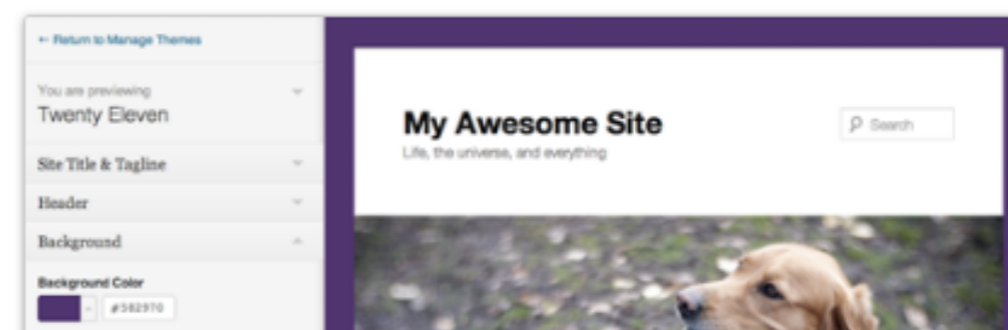 ← Return to Manage Themes
You are previewing
Twenty Eleven
Site Title & Tagline
Header
Background
Background Color
#582970
My Awesome Site
Life, the universe, and everything
Search